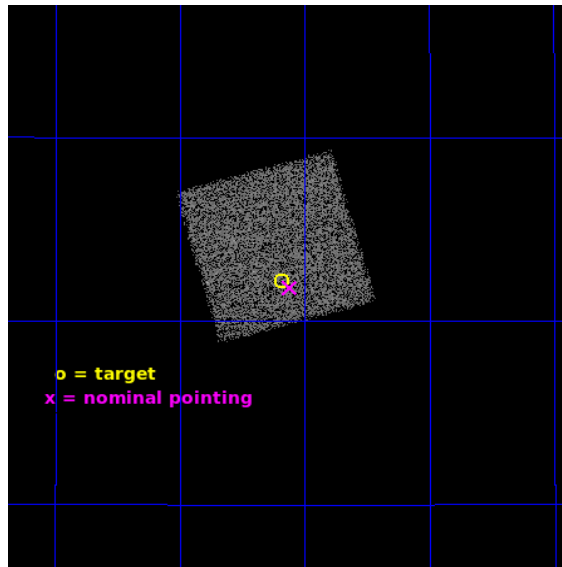 o = target
x = nominal pointing